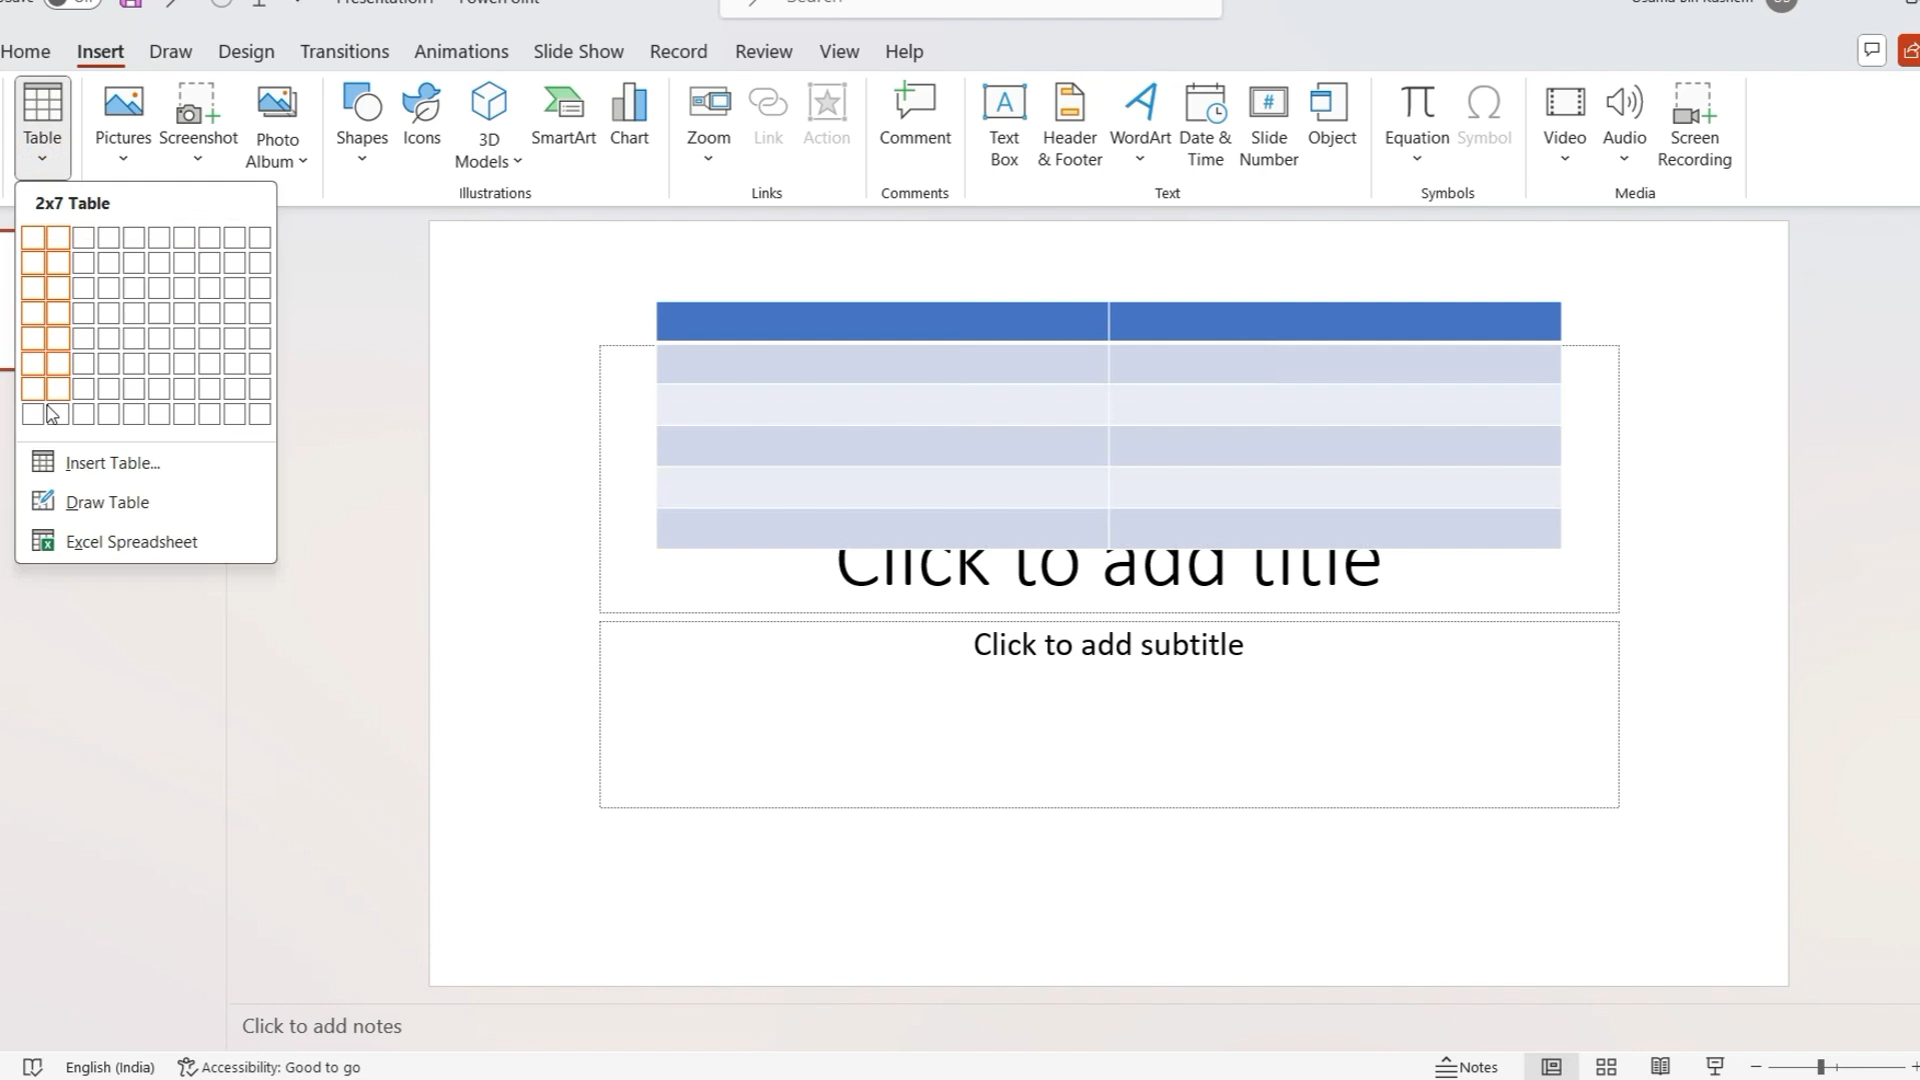 Home Insert Draw Design Transitions Animations Slide Show Record Review View Help
Table Pictures Screenshot Photo Album Shapes Icons 3D Models SmartArt Chart Zoom Link Action Comment Text Box Header & Footer WordArt Date & Time Slide Number Object Equation Symbol Video Audio Screen Recording
Illustrations Links Comments Text Symbols Media
2x7 Table
Insert Table...
Draw Table
Excel Spreadsheet
Click to add title
Click to add subtitle
Click to add notes
English (India) Accessibility: Good to go Notes